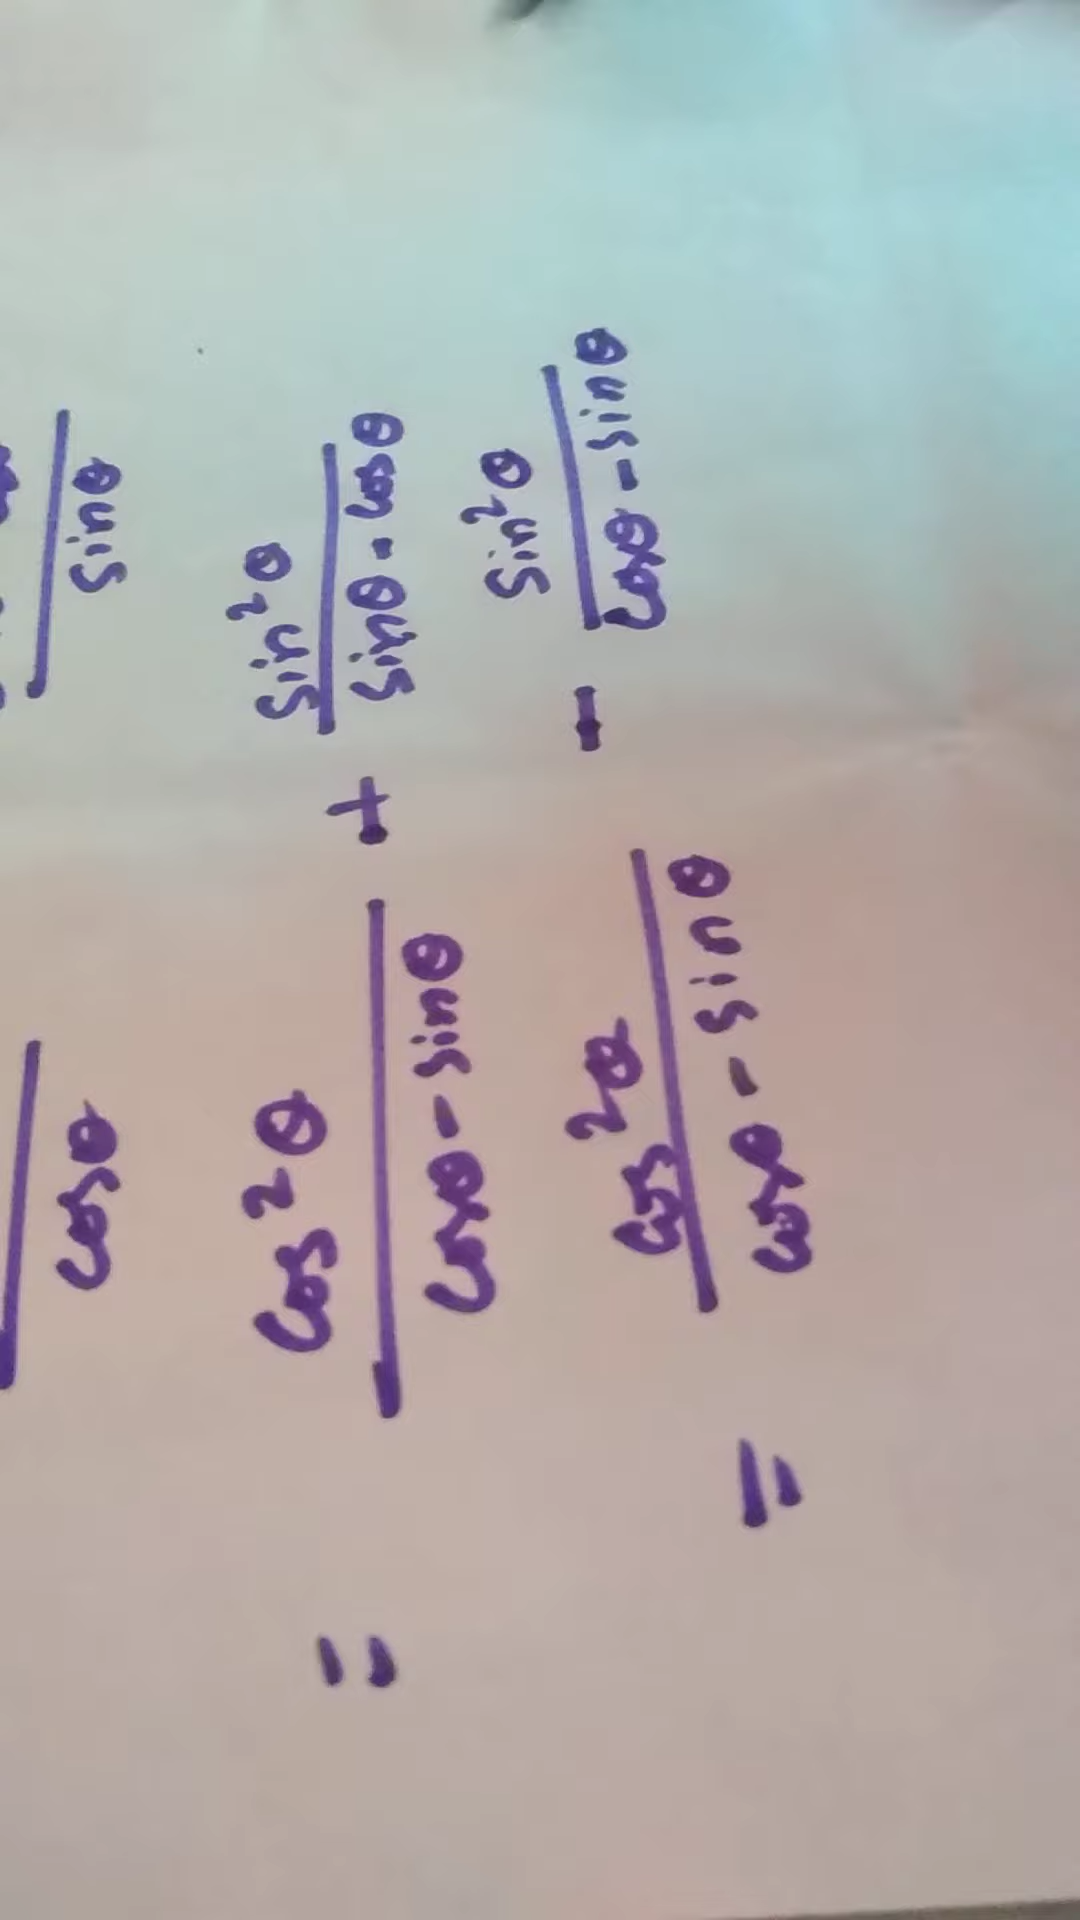 cosθ sinθ
= cos²θ/(cosθ - sinθ) + sin²θ/(sinθ - cosθ)
= cos²θ/(cosθ - sinθ) - sin²θ/(cosθ - sinθ)